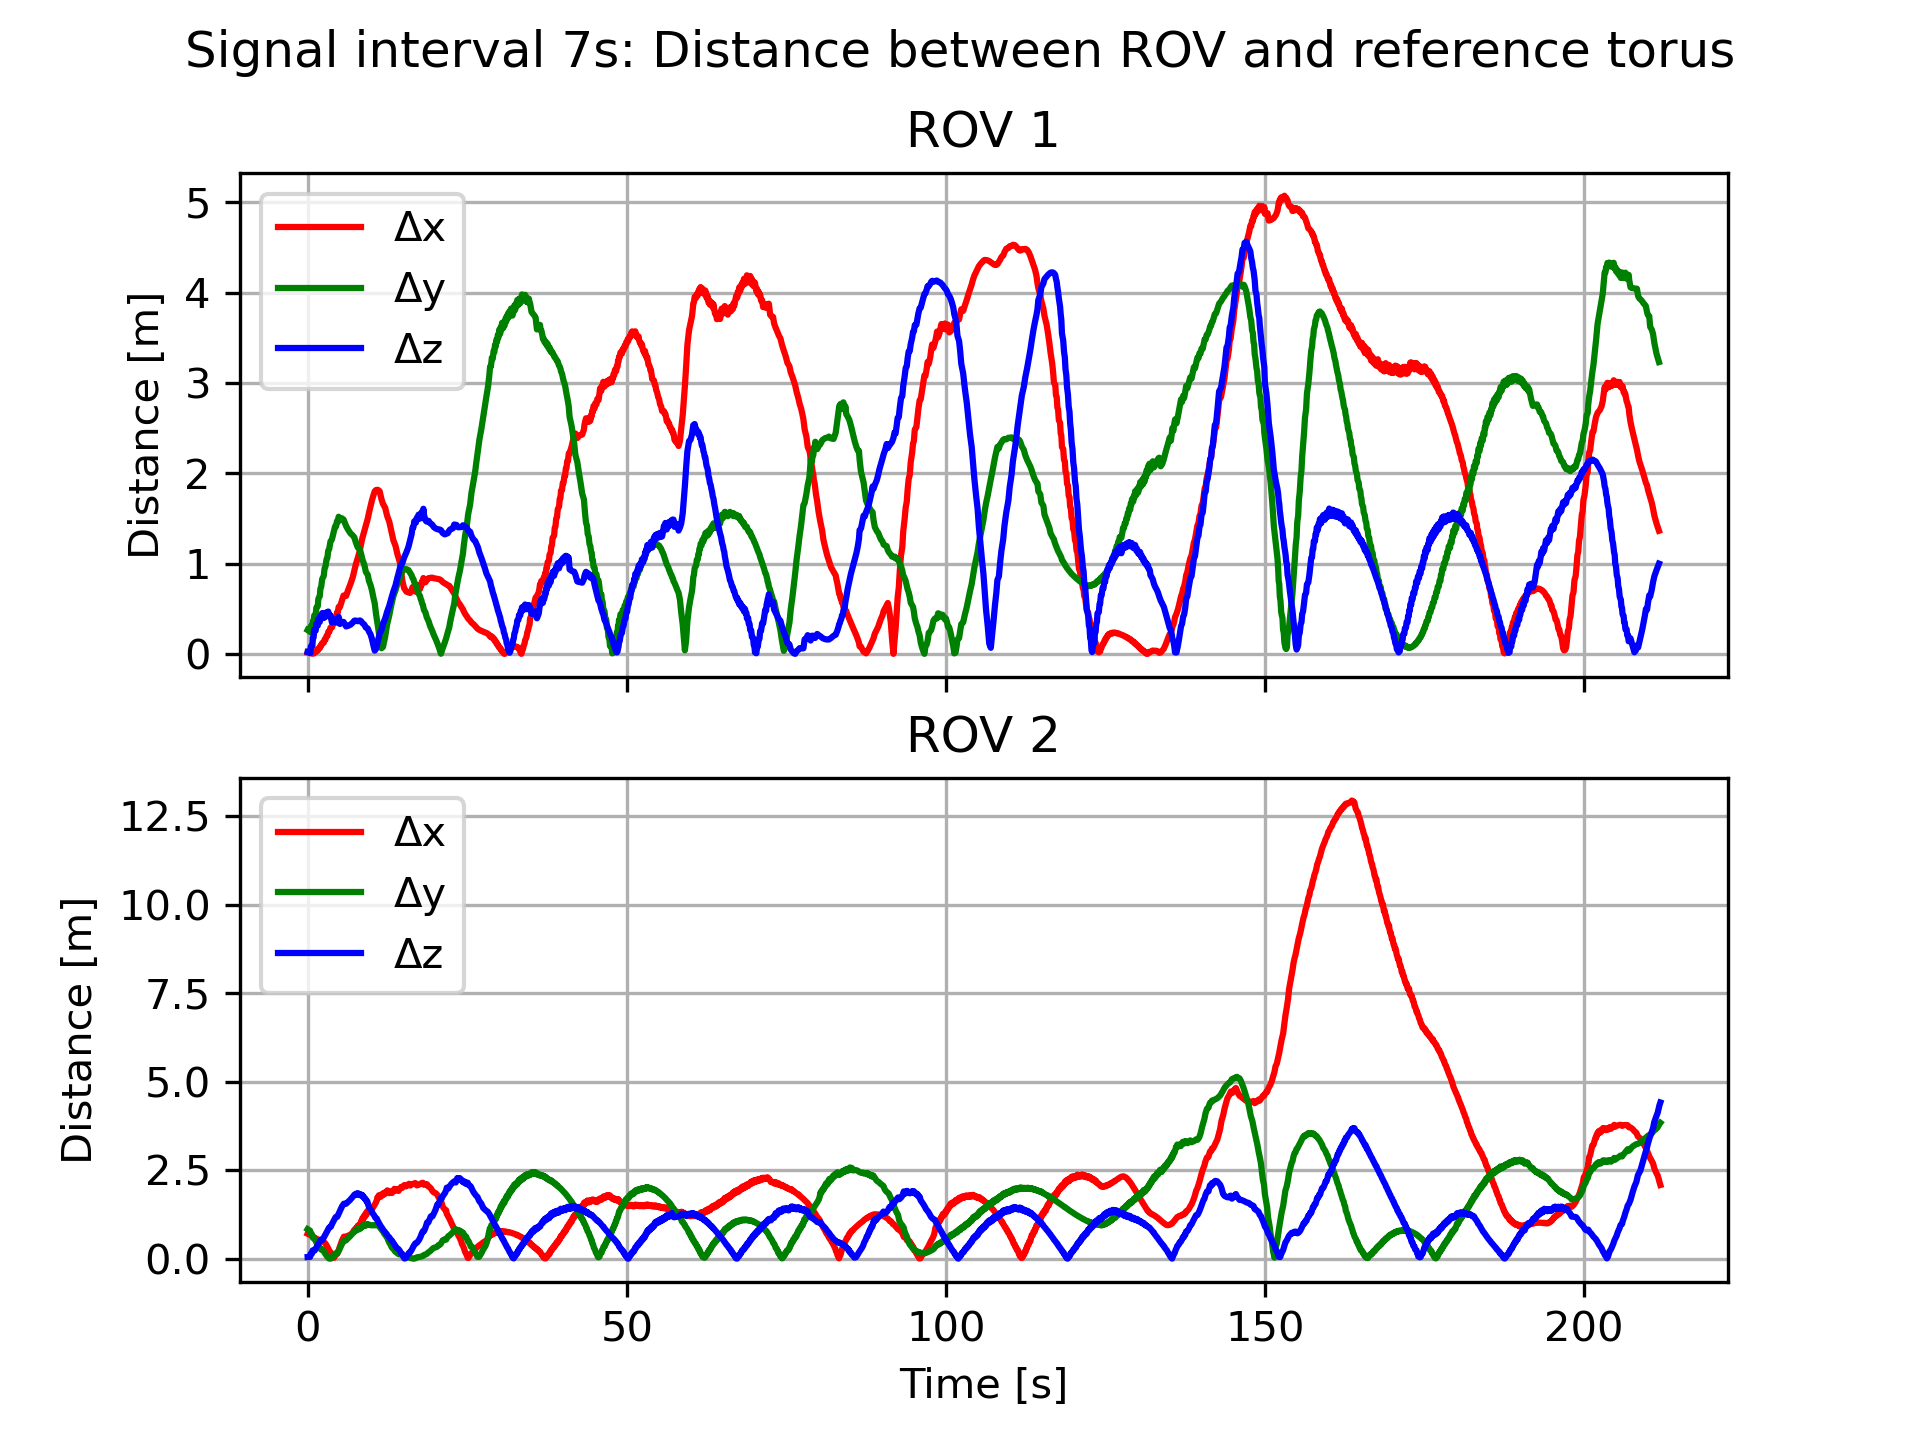 Signal interval 7s: Distance between ROV and reference torus
ROV 1
Distance [m]
5
4
3
2
1
0
Δx
Δy
Δz
ROV 2
Distance [m]
12.5
10.0
7.5
5.0
2.5
0.0
Δx
Δy
Δz
0 50 100 150 200
Time [s]